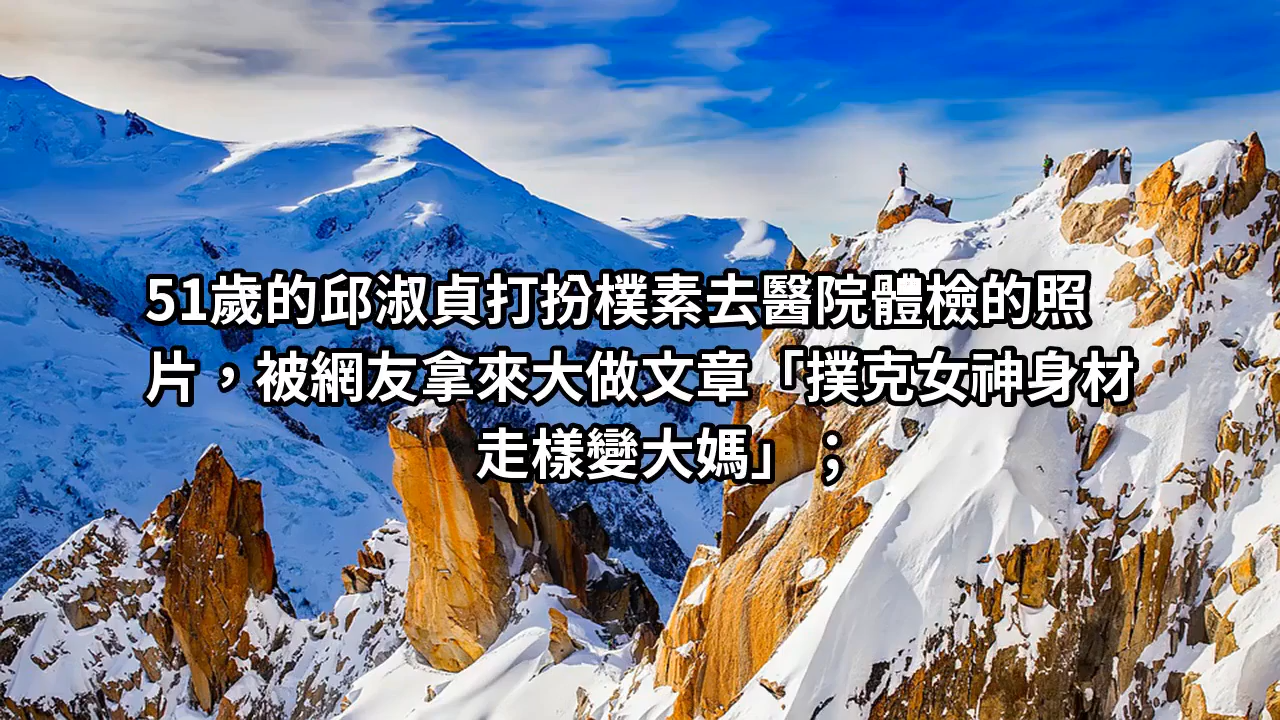 51歲的邱淑貞打扮樸素去醫院體檢的照
片，被網友拿來大做文章「撲克女神身材
走樣變大媽」；